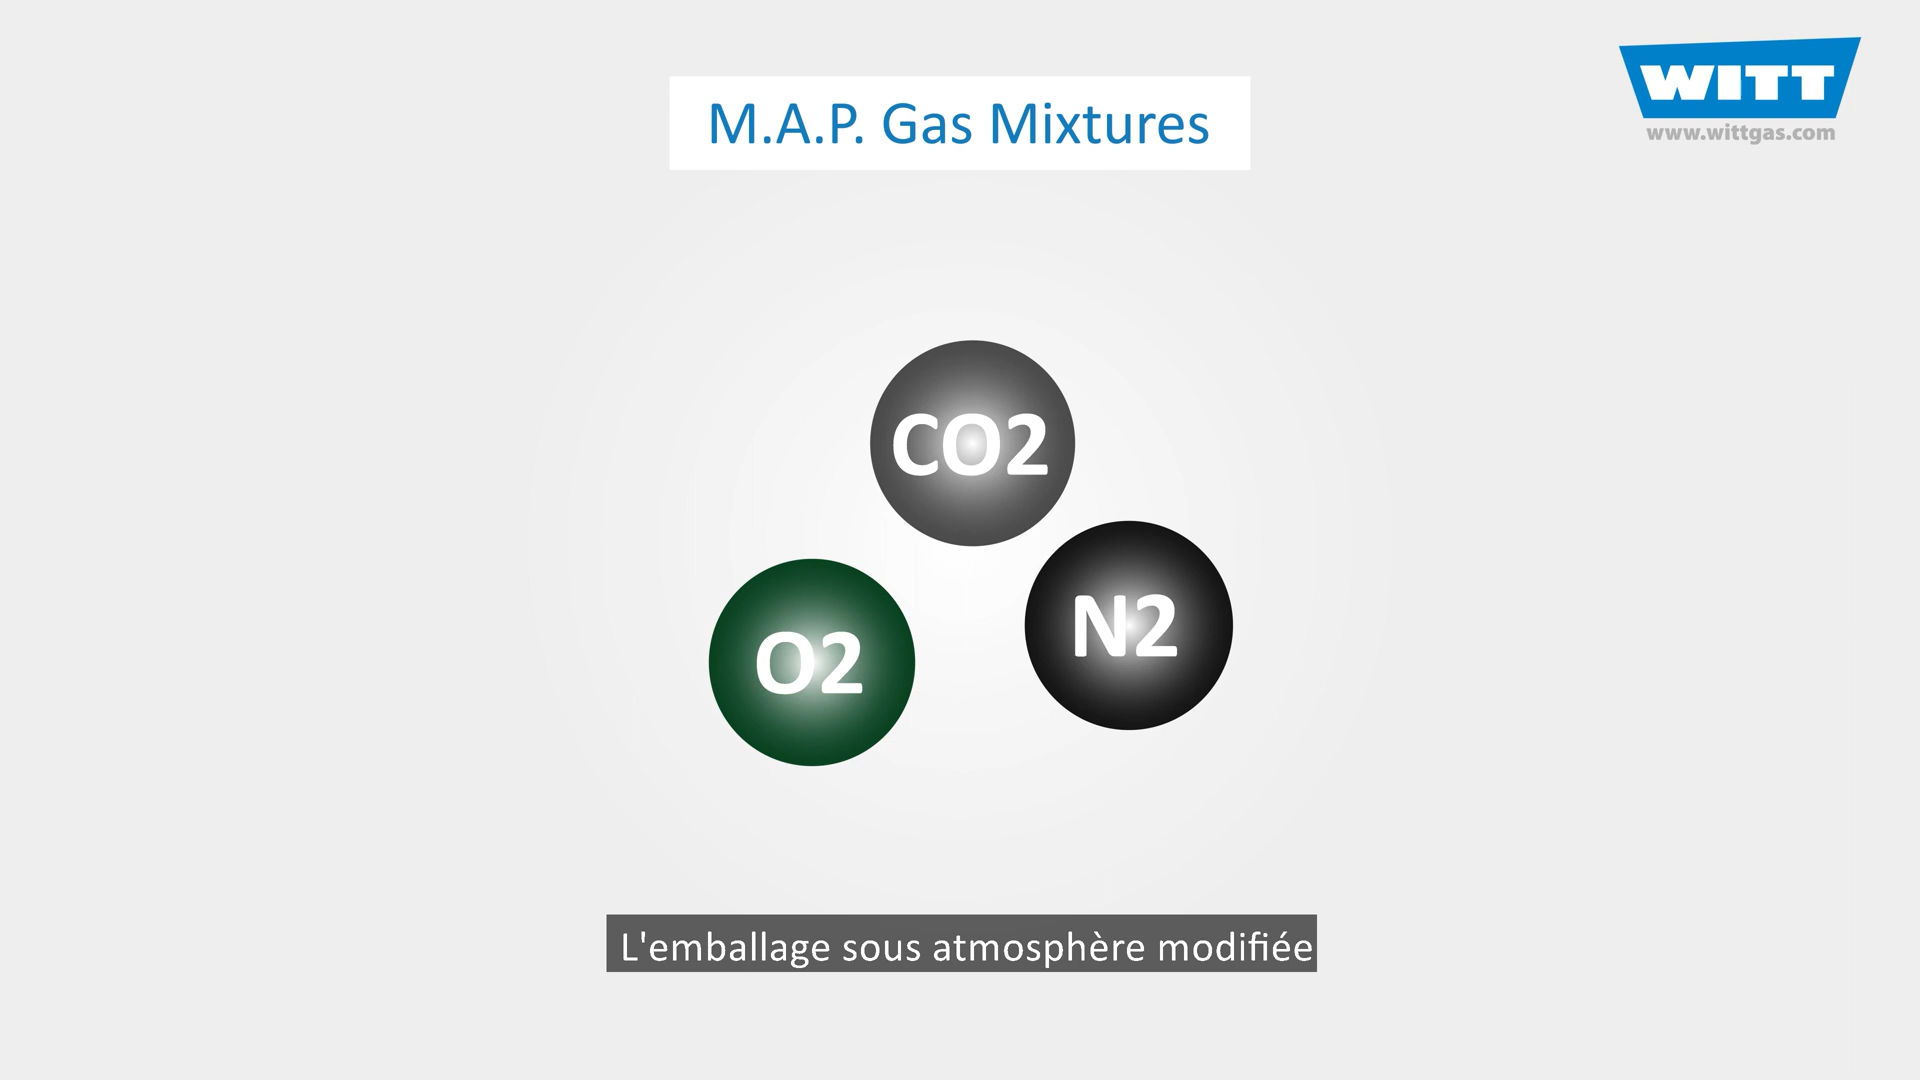 WITT
www.wittgas.com
M.A.P. Gas Mixtures
CO2
N2
O2
L'emballage sous atmosphère modifiée